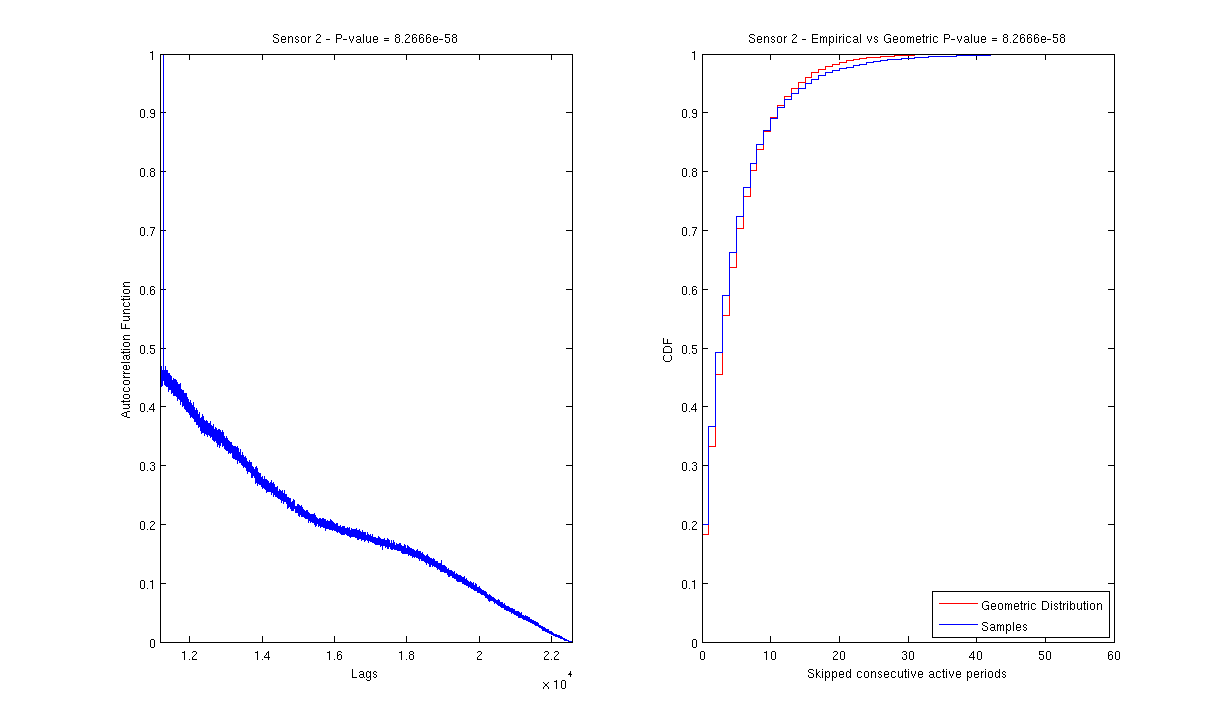 Sensor 2 - P-value = 8.2666e-58
1
0.9
0.8
0.7
0.6
0.5
0.4
0.3
0.2
0.1
0
Autocorrelation Function
1.2 1.4 1.6 1.8 2 2.2
Lags
× 10 4
Sensor 2 - Empirical vs Geometric P-value = 8.2666e-58
1
0.9
0.8
0.7
0.6
0.5
0.4
0.3
0.2
0.1
0
CDF
Geometric Distribution
Samples
0 10 20 30 40 50 60
Skipped consecutive active periods